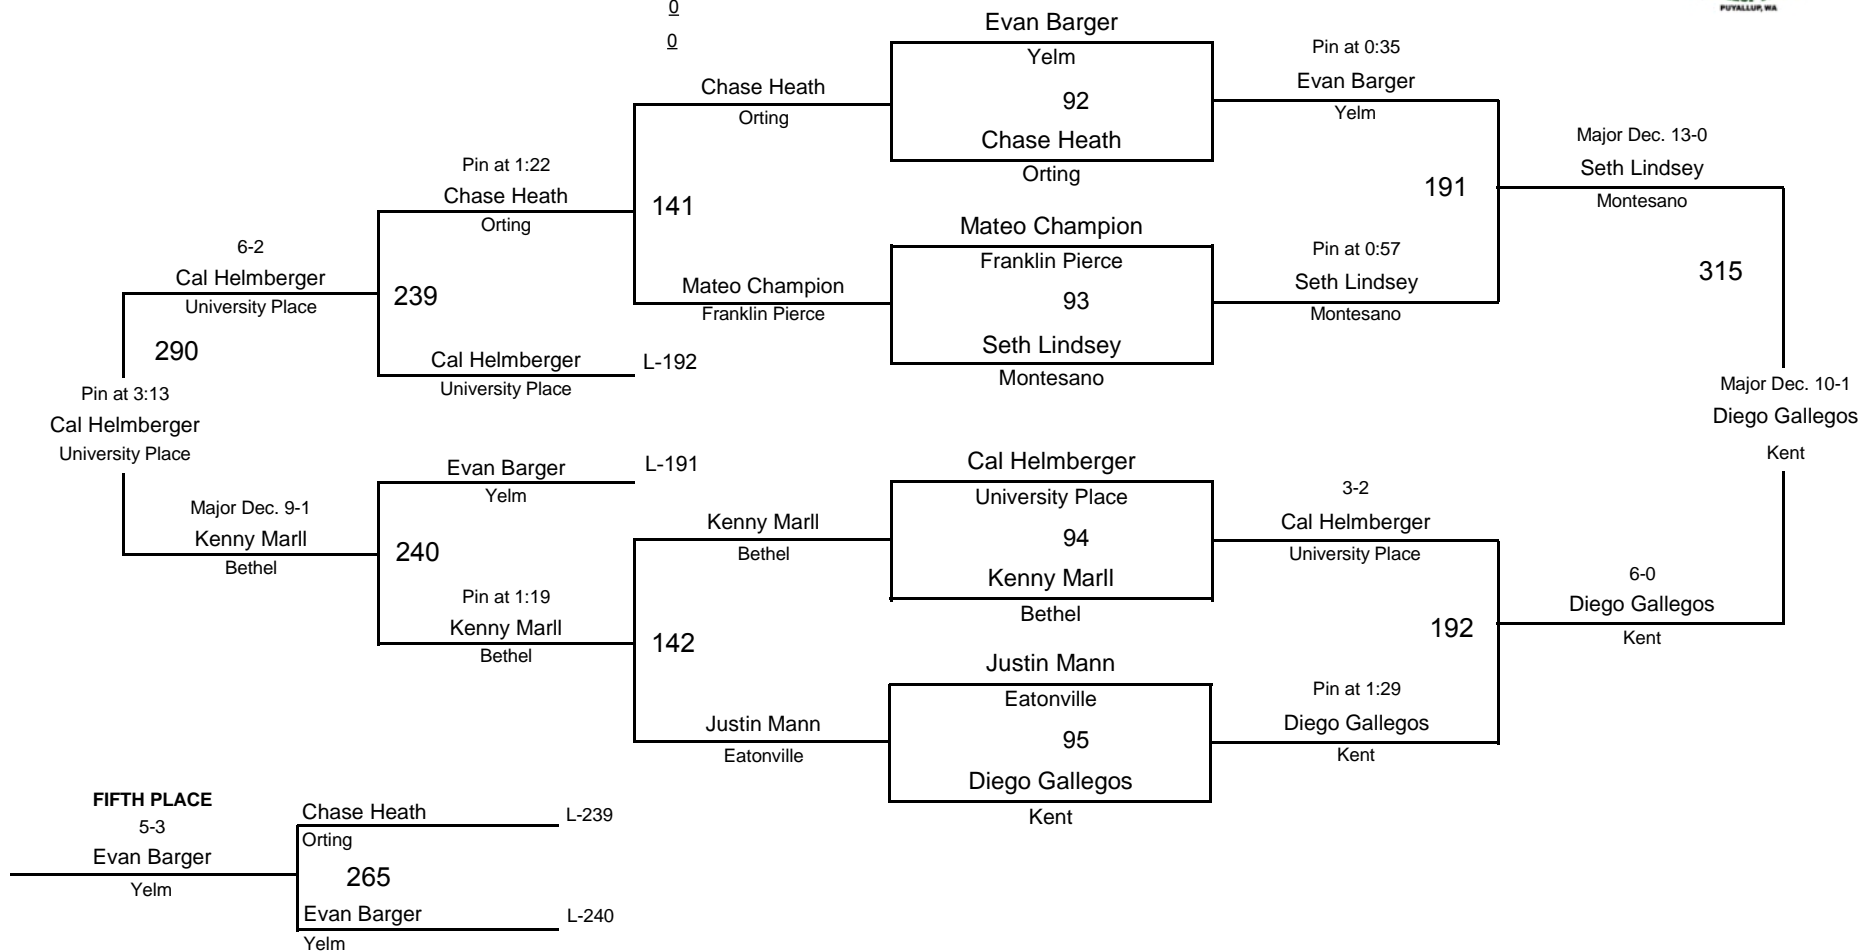 0
0
PUYALLUP, WA
Evan Barger
Yelm
92
Chase Heath
Orting
Chase Heath
Orting
Pin at 0:35
Evan Barger
Yelm
Major Dec. 13-0
Seth Lindsey
Montesano
191
Pin at 1:22
Chase Heath
Orting
141
Mateo Champion
Franklin Pierce
93
Seth Lindsey
Montesano
Mateo Champion
Franklin Pierce
Pin at 0:57
Seth Lindsey
Montesano
315
6-2
Cal Helmberger
University Place
239
290
Cal Helmberger
University Place
L-192
Pin at 3:13
Cal Helmberger
University Place
Major Dec. 10-1
Diego Gallegos
Kent
Evan Barger
Yelm
L-191
Cal Helmberger
University Place
94
Kenny Marll
Bethel
Kenny Marll
Bethel
3-2
Cal Helmberger
University Place
Major Dec. 9-1
Kenny Marll
Bethel
240
Pin at 1:19
Kenny Marll
Bethel
142
6-0
Diego Gallegos
Kent
192
Justin Mann
Eatonville
95
Diego Gallegos
Kent
Justin Mann
Eatonville
Pin at 1:29
Diego Gallegos
Kent
FIFTH PLACE
5-3
Evan Barger
Yelm
Chase Heath
L-239
Orting
265
Evan Barger
L-240
Yelm